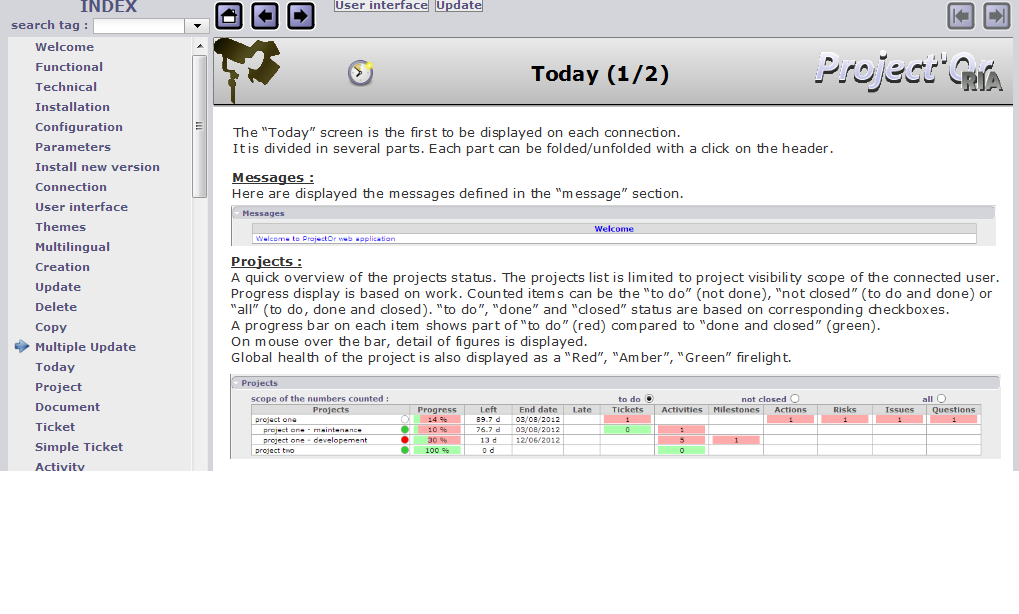 INDEX
search tag :
User interface Update
Welcome
Functional
Technical
Installation
Configuration
Parameters
Install new version
Connection
User interface
Themes
Multilingual
Creation
Update
Delete
Copy
Multiple Update
Today
Project
Document
Ticket
Simple Ticket
Activity
Today (1/2)
Project'Or
RIA
The “Today” screen is the first to be displayed on each connection.
It is divided in several parts. Each part can be folded/unfolded with a click on the header.
Messages :
Here are displayed the messages defined in the “message” section.
Messages
Welcome
Welcome to ProjectOr web application
Projects :
A quick overview of the projects status. The projects list is limited to project visibility scope of the connected user.
Progress display is based on work. Counted items can be the “to do” (not done), “not closed” (to do and done) or
“all” (to do, done and closed). “to do”, “done” and “closed” status are based on corresponding checkboxes.
A progress bar on each item shows part of “to do” (red) compared to “done and closed” (green).
On mouse over the bar, detail of figures is displayed.
Global health of the project is also displayed as a “Red”, “Amber”, “Green” firelight.
Projects
scope of the numbers counted : to do not closed all
Projects Progress Left End date Late Tickets Activities Milestones Actions Risks Issues Questions
project one 14 % 89.7 d 03/08/2012 1 1 1 1 1
project one - maintenance 10 % 76.7 d 03/08/2012 0 1
project one - developement 30 % 13 d 12/06/2012 5 1
project two 100 % 0 d 0